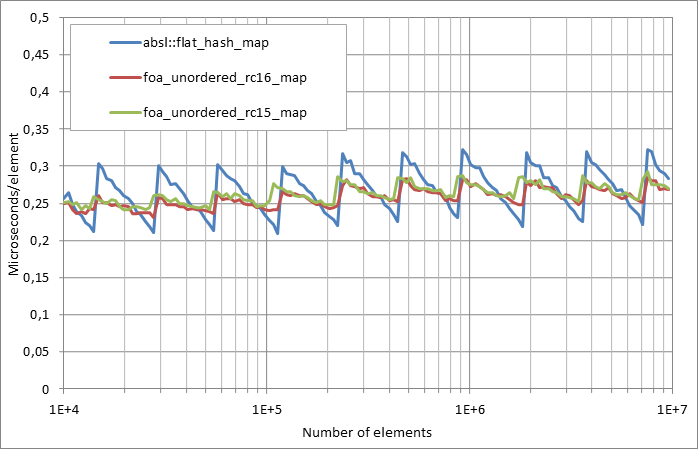 0,5
0,45
0,4
0,35
0,3
0,25
0,2
0,15
0,1
0,05
0
Microseconds/element
absl::flat_hash_map
foa_unordered_rc16_map
foa_unordered_rc15_map
1E+4 1E+5 1E+6 1E+7
Number of elements